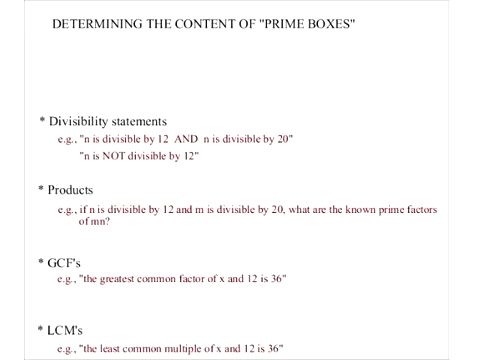 DETERMINING THE CONTENT OF "PRIME BOXES"
* Divisibility statements
e.g., "n is divisible by 12 AND n is divisible by 20"
"n is NOT divisible by 12"
* Products
e.g., if n is divisible by 12 and m is divisible by 20, what are the known prime factors
of mn?
* GCF's
e.g., "the greatest common factor of x and 12 is 36"
* LCM's
e.g., "the least common multiple of x and 12 is 36"